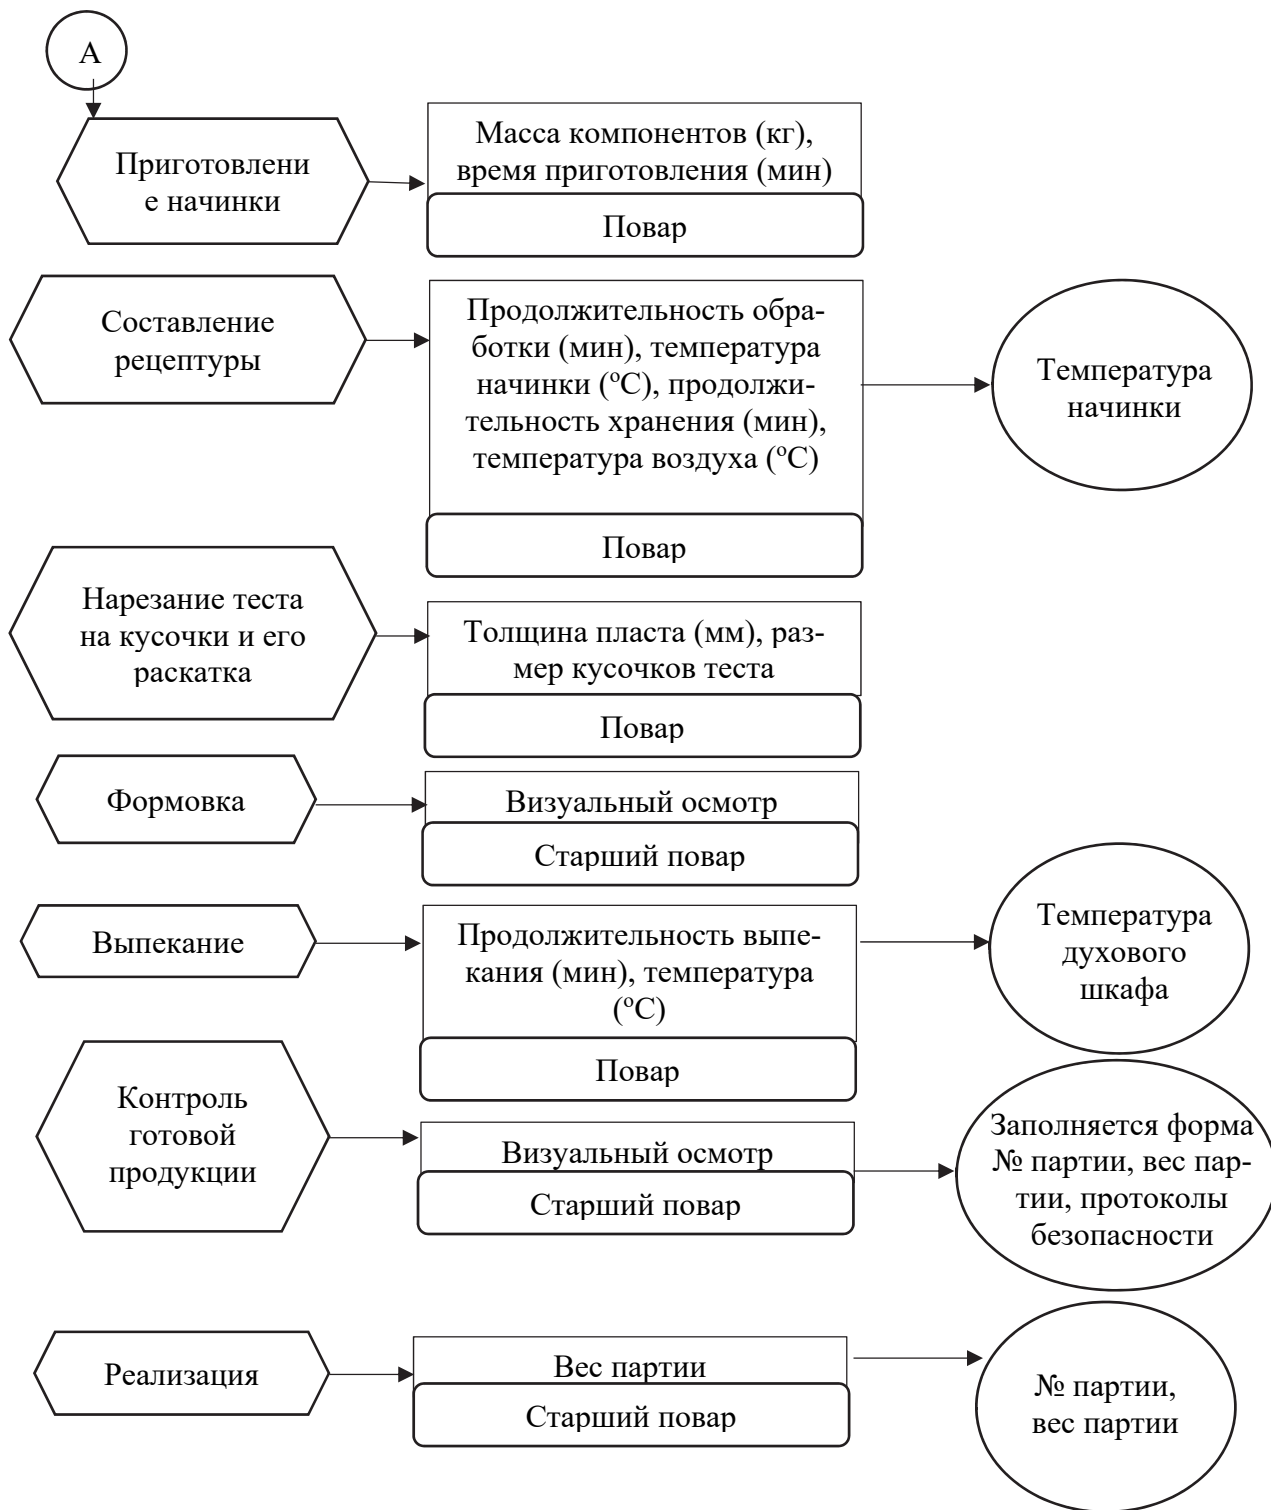 А
Приготовлени
е начинки
Масса компонентов (кг),
время приготовления (мин)
Повар
Составление
рецептуры
Продолжительность обра-
ботки (мин), температура
начинки (ºС), продолжи-
тельность хранения (мин),
температура воздуха (ºС)
Повар
Температура
начинки
Нарезание теста
на кусочки и его
раскатка
Толщина пласта (мм), раз-
мер кусочков теста
Повар
Формовка
Визуальный осмотр
Старший повар
Выпекание
Продолжительность выпе-
кания (мин), температура
(ºС)
Повар
Температура
духового
шкафа
Контроль
готовой
продукции
Визуальный осмотр
Старший повар
Заполняется форма
№ партии, вес пар-
тии, протоколы
безопасности
Реализация
Вес партии
Старший повар
№ партии,
вес партии